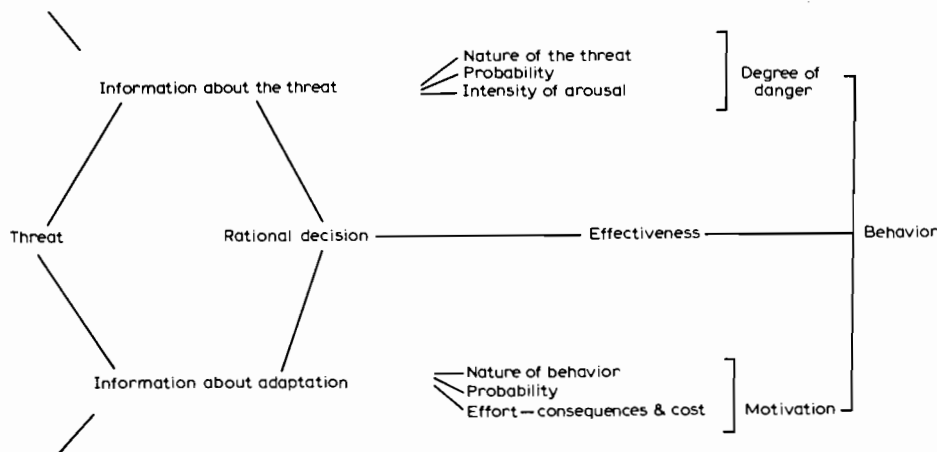 Nature of the threat
Information about the threat
Probability
Intensity of arousal
Degree of
danger
Threat
Rational decision
Effectiveness
Behavior
Information about adaptation
Nature of behavior
Probability
Effort — consequences & cost
Motivation